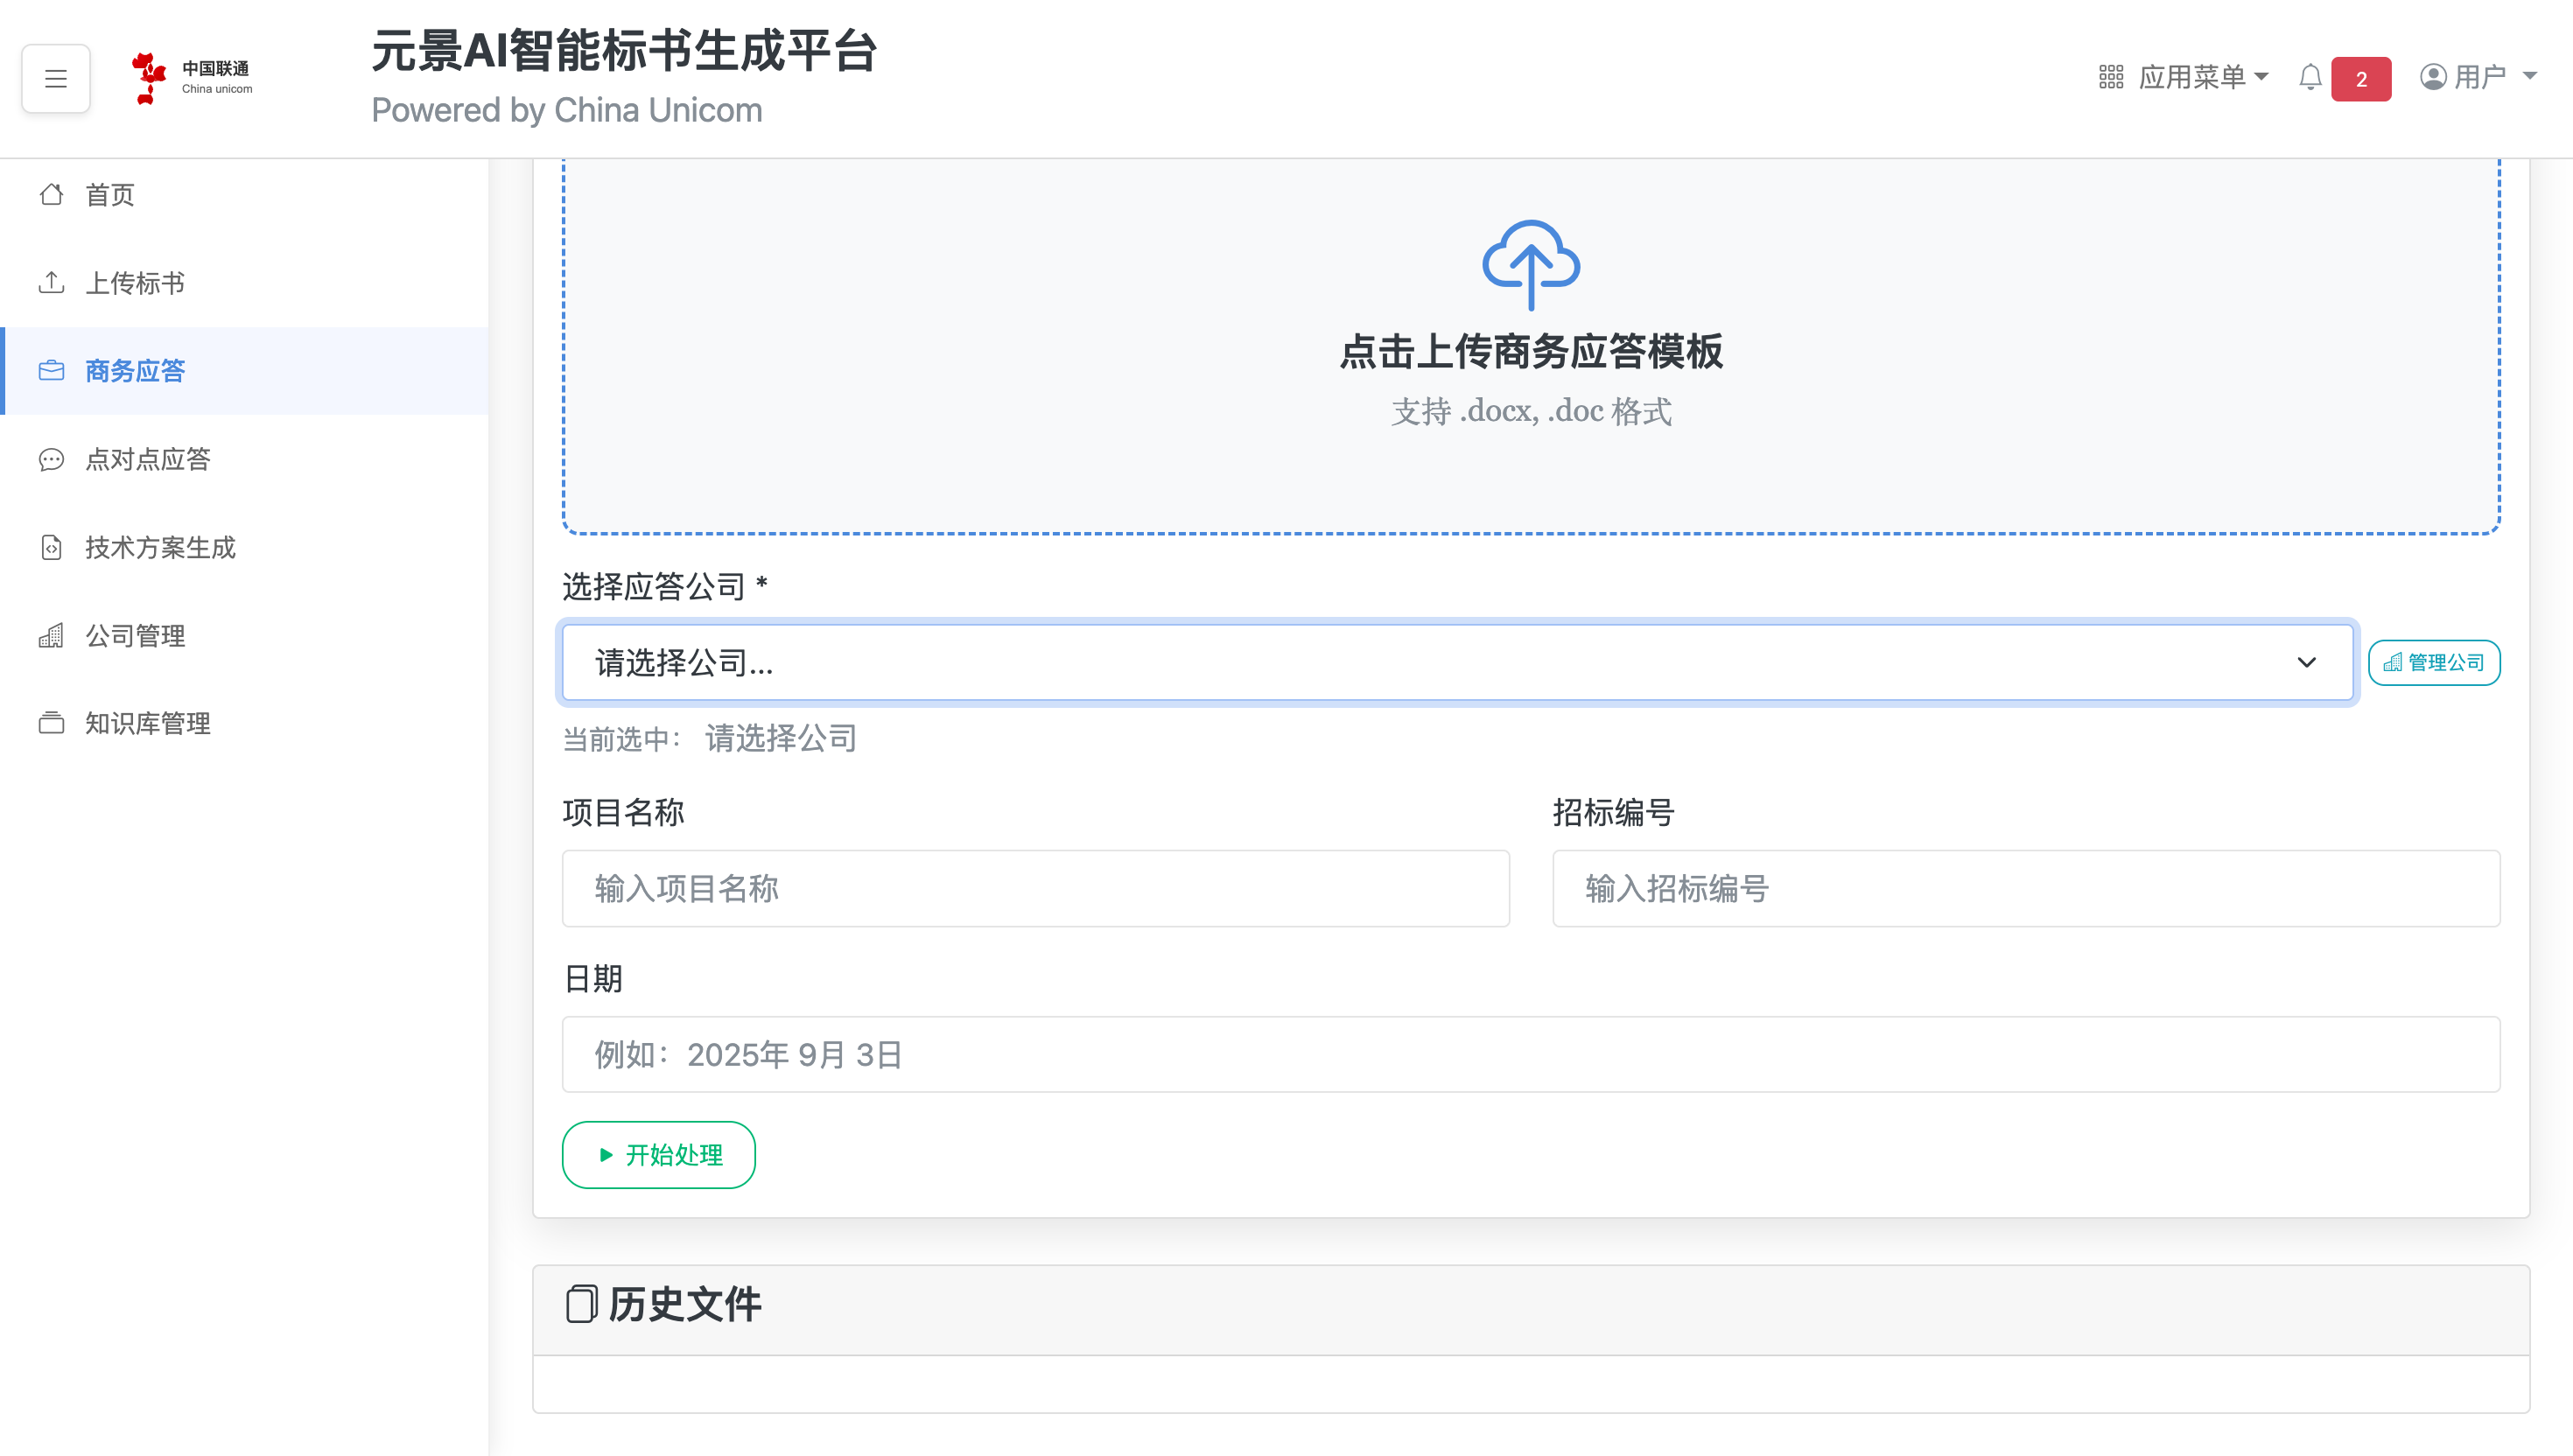 中国联通
China unicom
元景AI智能标书生成平台
Powered by China Unicom
应用菜单
2
用户
首页
上传标书
商务应答
点对点应答
技术方案生成
公司管理
知识库管理
点击上传商务应答模板
支持 .docx, .doc 格式
选择应答公司 *
请选择公司...
管理公司
当前选中： 请选择公司
项目名称
招标编号
输入项目名称
输入招标编号
日期
例如：2025年 9月 3日
开始处理
历史文件